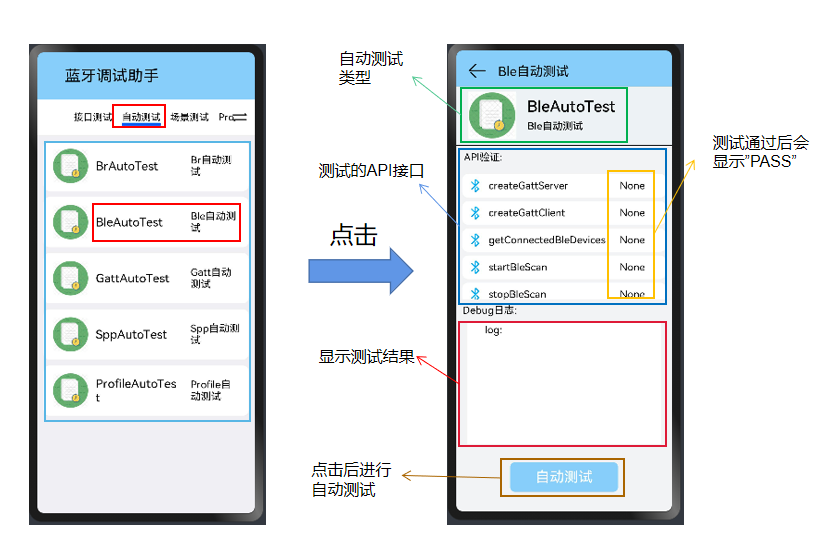 蓝牙调试助手
接口测试 自动测试 场景测试 Pro
BrAutoTest
Br自动测
试
BleAutoTest
Ble自动测
试
GattAutoTest
Gatt自动
测试
SppAutoTest
Spp自动测
试
ProfileAutoTes
t
Profile自
动测试
点击
自动测试
类型
测试的API接口
显示测试结果
点击后进行
自动测试
Ble自动测试
BleAutoTest
Ble自动测试
API验证:
createGattServer None
createGattClient None
getConnectedBleDevices None
startBleScan None
stopBleScan None
Debug日志:
log:
自动测试
测试通过后会
显示"PASS"